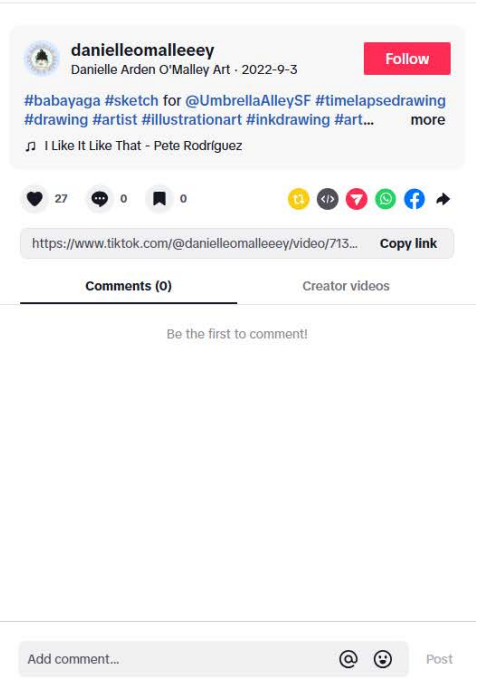 danielleomalleeey
Danielle Arden O'Malley Art · 2022-9-3
Follow
#babayaga #sketch for @UmbrellaAlleySF #timelapsedrawing
#drawing #artist #illustrationart #inkdrawing #art... more
I Like It Like That - Pete Rodríguez
27 0 0
https://www.tiktok.com/@danielleomalleeey/video/713... Copy link
Comments (0) Creator videos
Be the first to comment!
Add comment... Post